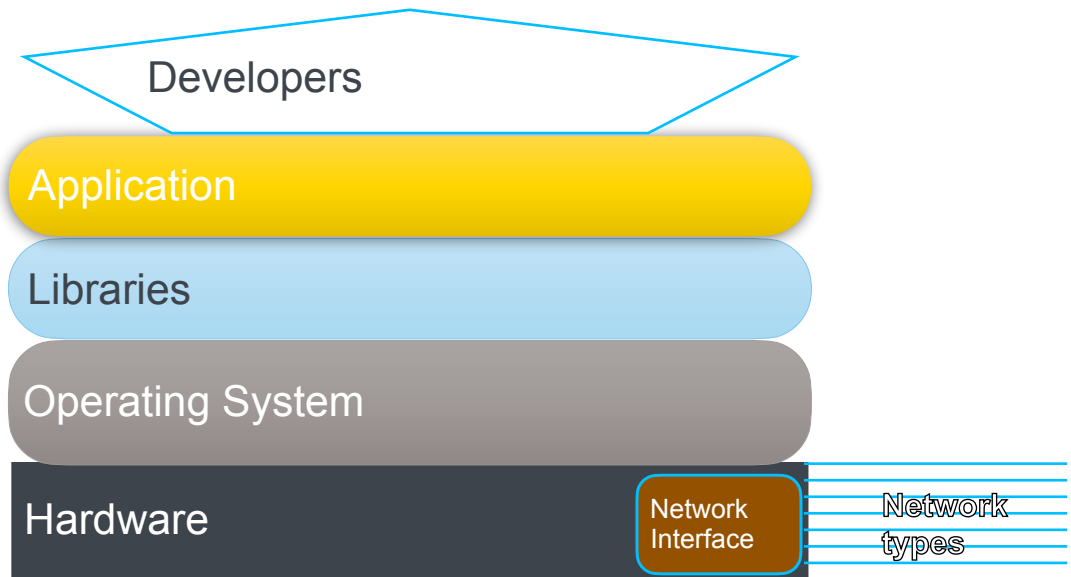 Developers
Application
Libraries
Operating System
Hardware
Network
Interface
Network
types